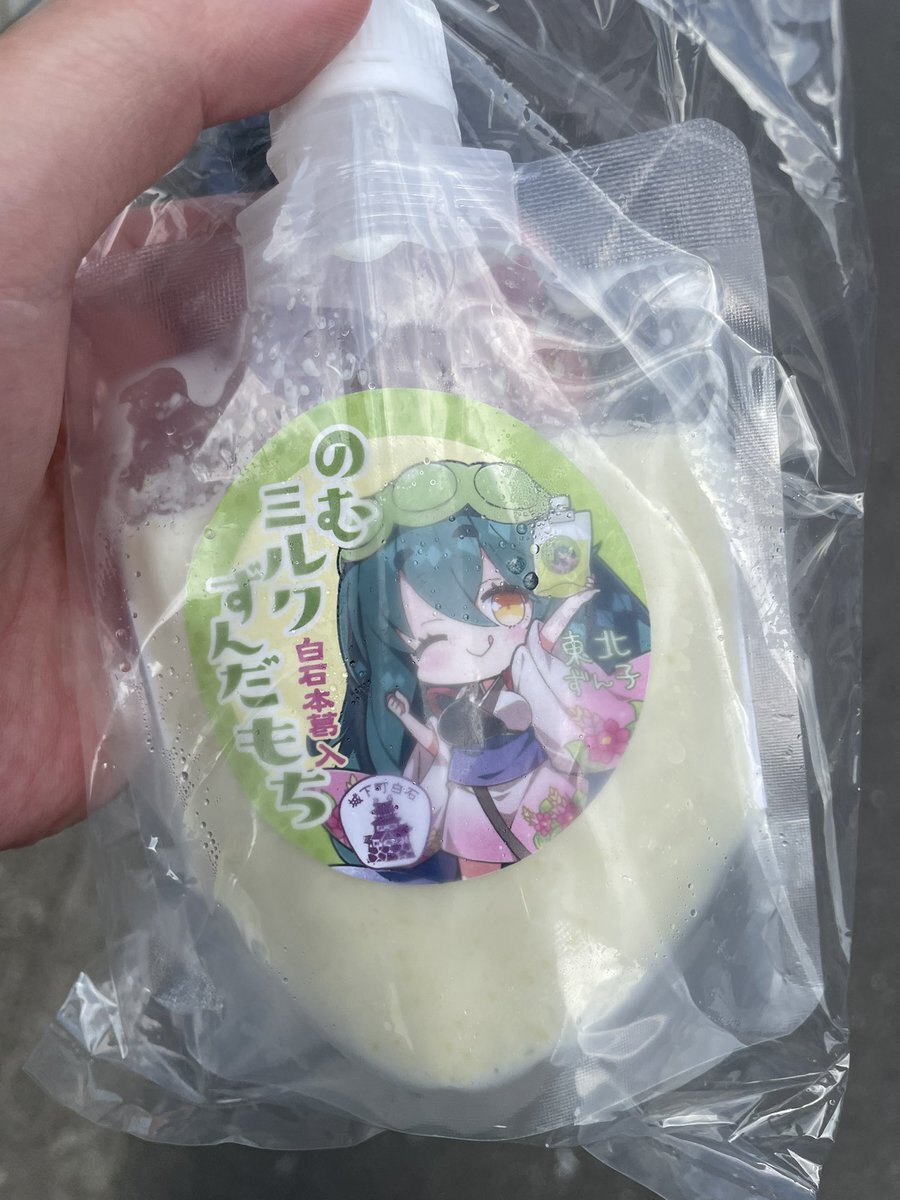 のむ
ミルク
ずんだもち
白石本葛入
東北
ずん子
城下町白石